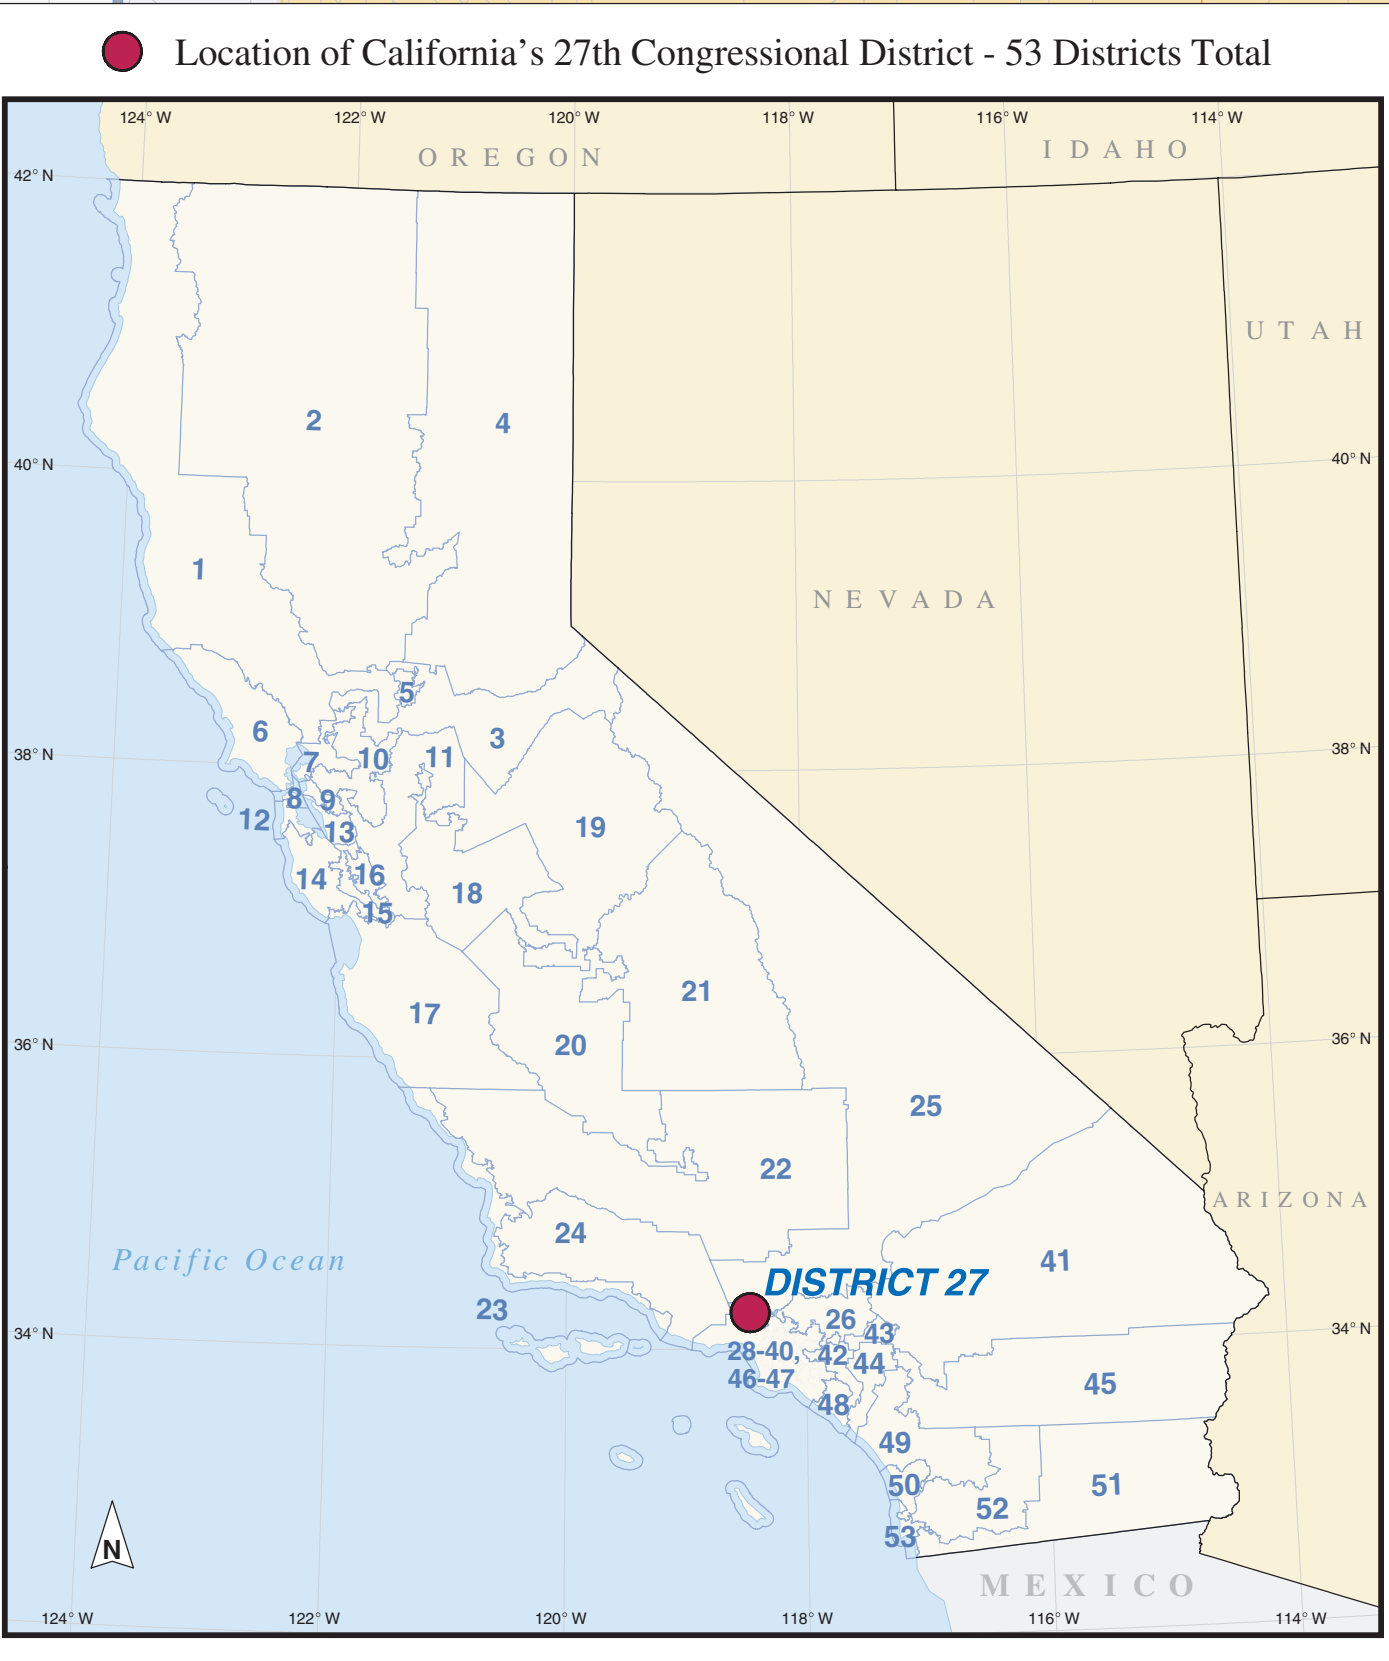 Location of California's 27th Congressional District - 53 Districts Total
124° W 122° W 120° W 118° W 116° W 114° W
OREGON
IDAHO
42° N
UTAH
2
4
40° N
40° N
1
NEVADA
5
6
3
38° N
7
10
11
38° N
8
9
12
13
19
14
16
18
15
21
17
20
36° N
36° N
25
22
ARIZONA
24
Pacific Ocean
41
DISTRICT 27
23
26
43
34° N
34° N
28-40,
46-47
42
44
45
48
49
50
51
52
53
N
MEXICO
124° W 122° W 120° W 118° W 116° W 114° W